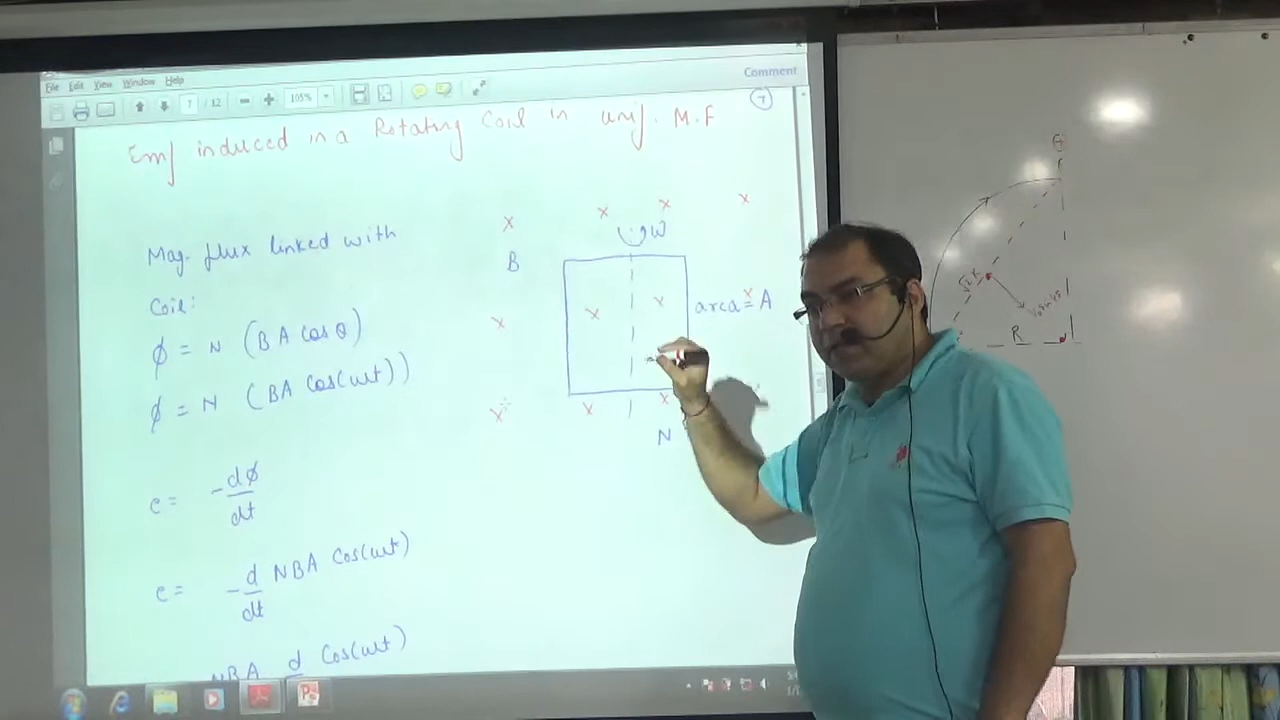 File Edit View Window Help
Comment
7 / 12 105%
7
Emf induced in a Rotating Coil in unif. M.F
Mag. flux linked with
Coil:
ϕ = N (BA cos θ)
ϕ = N (BA Cos(ωt))
e = -dϕ/dt
e = -d/dt NBA Cos(ωt)
NBA d Cos(ωt)
x x x x
ω
B
x x x x
area = A
x x x
N
R